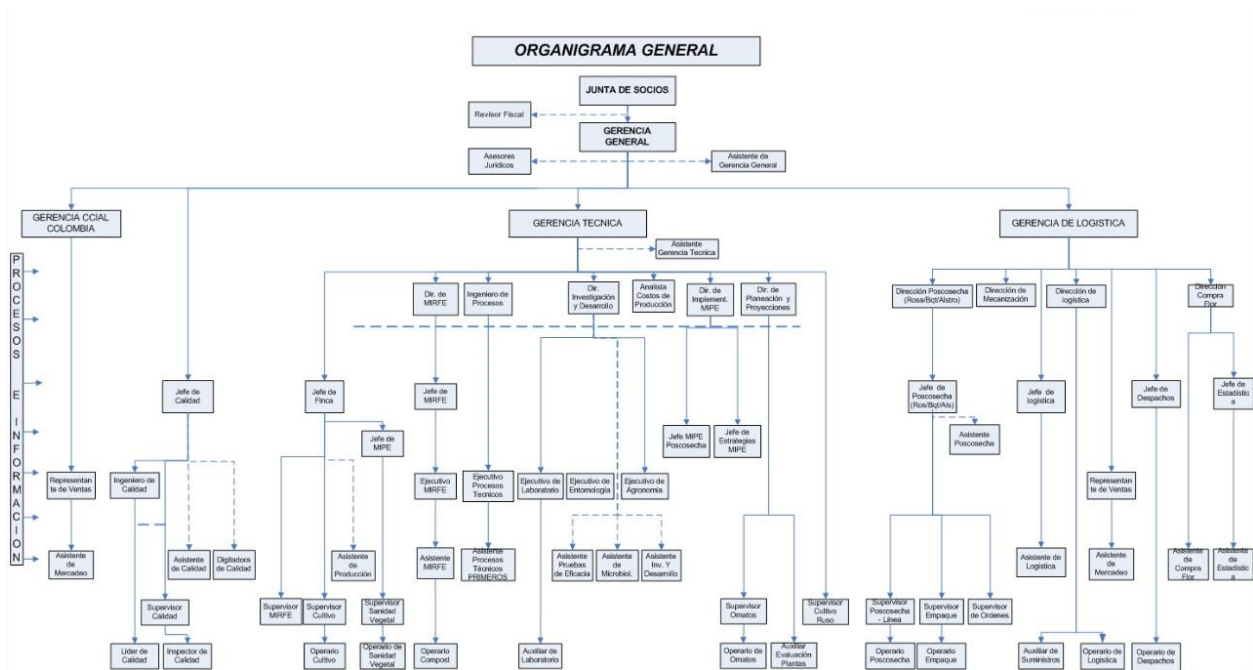 ORGANIGRAMA GENERAL
JUNTA DE SOCIOS
Revisor Fiscal
GERENCIA
GENERAL
Asesores
Jurídicos
Asistente de
Gerencia General
GERENCIA CCIAL
COLOMBIA
GERENCIA TECNICA
GERENCIA DE LOGISTICA
Asistente
Gerencia Tecnica
PROCESOS E INFORMACION
Dir. de
MIRFE
Ingeniero de
Procesos
Dir.
Investigación
y Desarrollo
Analista
Costos de
Producción
Dir. de
Implement.
MIPE
Dir. de
Planeación y
Proyecciones
Dirección Poscosecha
(Rosa/Bqt/Alstro)
Dirección de
Mecanización
Dirección de
logística
Dirección
Compra
Flor
Jefe de
Calidad
Jefe de
Finca
Jefe de
MIRFE
Jefe de
Poscosecha
(Ros/Bqt/Als)
Jefe de
logística
Jefe de
Despachos
Jefe de
Estadístic
a
Jefe de
MIPE
Jefe MIPE
Poscosecha
Jefe de
Estrategias
MIPE
Asistente
Poscosecha
Representan
te de Ventas
Ingeniero de
Calidad
Ejecutivo
MIRFE
Ejecutivo
Procesos
Técnicos
Ejecutivo de
Laboratorio
Ejecutivo de
Entomología
Ejecutivo de
Agronomía
Representan
te de Ventas
Asistente
de
Mercadeo
Asistente
de Calidad
Digitadora
de Calidad
Asistente
de
Producción
Asistente
MIRFE
Asistente
Procesos
Técnicos
PRIMEROS
Asistente
Pruebas
de Eficacia
Asistente
de
Microbiol.
Asistente
Inv. Y
Desarrollo
Asistente de
Logística
Asistente
de
Mercadeo
Asistente
de
Compra
Flor
Asistente
de
Estadístic
a
Supervisor
Calidad
Supervisor
MIRFE
Supervisor
Cultivo
Supervisor
Sanidad
Vegetal
Supervisor
Ornatos
Supervisor
Cultivo
Ruso
Supervisor
Poscosecha
- Línea
Supervisor
Empaque
Supervisor
de Ordenes
Lider de
Calidad
Inspector de
Calidad
Operario
Cultivo
Operario de
Sanidad
Vegetal
Operario
Compost
Auxiliar de
Laboratorio
Operario de
Ornatos
Auxiliar
Evaluación
Plantas
Operario
Poscosecha
Operario
Empaque
Auxiliar de
Suministros
Operario de
Logística
Operario de
Despachos